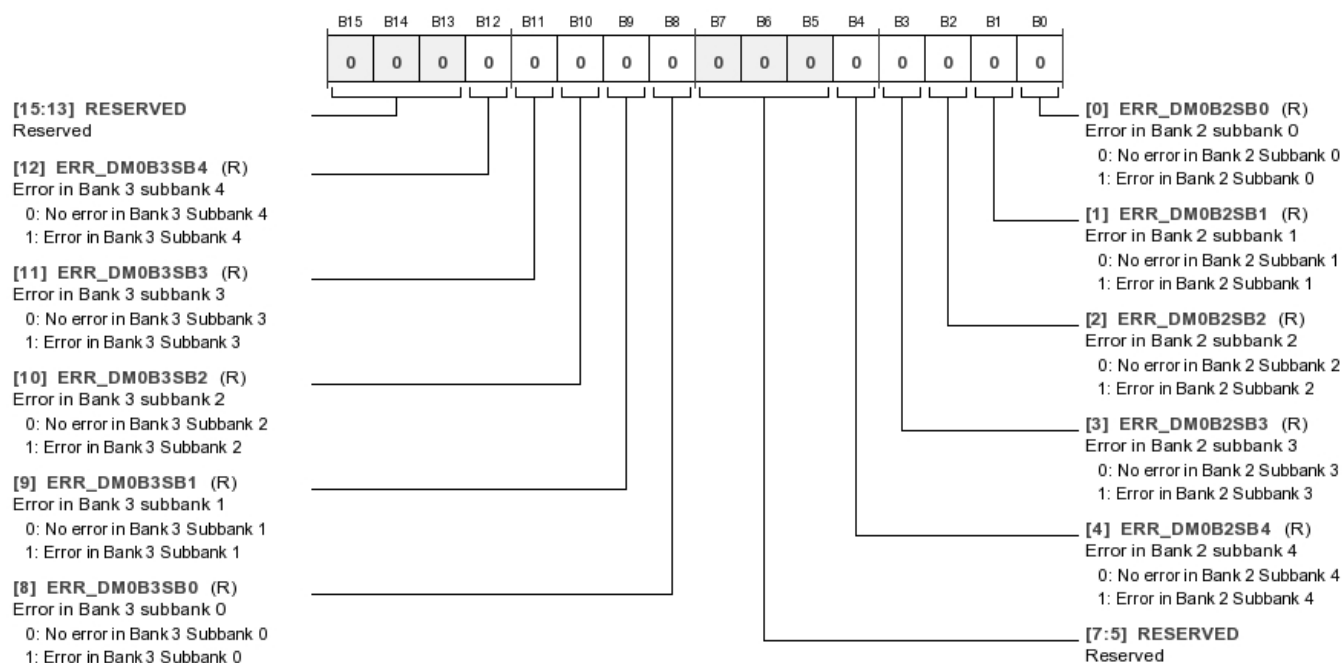 B15 B14 B13 B12 B11 B10 B9 B8 B7 B6 B5 B4 B3 B2 B1 B0
0 0 0 0 0 0 0 0 0 0 0 0 0 0 0 0
[15:13] RESERVED
Reserved
[12] ERR_DM0B3SB4 (R)
Error in Bank 3 subbank 4
0: No error in Bank 3 Subbank 4
1: Error in Bank 3 Subbank 4
[11] ERR_DM0B3SB3 (R)
Error in Bank 3 subbank 3
0: No error in Bank 3 Subbank 3
1: Error in Bank 3 Subbank 3
[10] ERR_DM0B3SB2 (R)
Error in Bank 3 subbank 2
0: No error in Bank 3 Subbank 2
1: Error in Bank 3 Subbank 2
[9] ERR_DM0B3SB1 (R)
Error in Bank 3 subbank 1
0: No error in Bank 3 Subbank 1
1: Error in Bank 3 Subbank 1
[8] ERR_DM0B3SB0 (R)
Error in Bank 3 subbank 0
0: No error in Bank 3 Subbank 0
1: Error in Bank 3 Subbank 0
[0] ERR_DM0B2SB0 (R)
Error in Bank 2 subbank 0
0: No error in Bank 2 Subbank 0
1: Error in Bank 2 Subbank 0
[1] ERR_DM0B2SB1 (R)
Error in Bank 2 subbank 1
0: No error in Bank 2 Subbank 1
1: Error in Bank 2 Subbank 1
[2] ERR_DM0B2SB2 (R)
Error in Bank 2 subbank 2
0: No error in Bank 2 Subbank 2
1: Error in Bank 2 Subbank 2
[3] ERR_DM0B2SB3 (R)
Error in Bank 2 subbank 3
0: No error in Bank 2 Subbank 3
1: Error in Bank 2 Subbank 3
[4] ERR_DM0B2SB4 (R)
Error in Bank 2 subbank 4
0: No error in Bank 2 Subbank 4
1: Error in Bank 2 Subbank 4
[7:5] RESERVED
Reserved